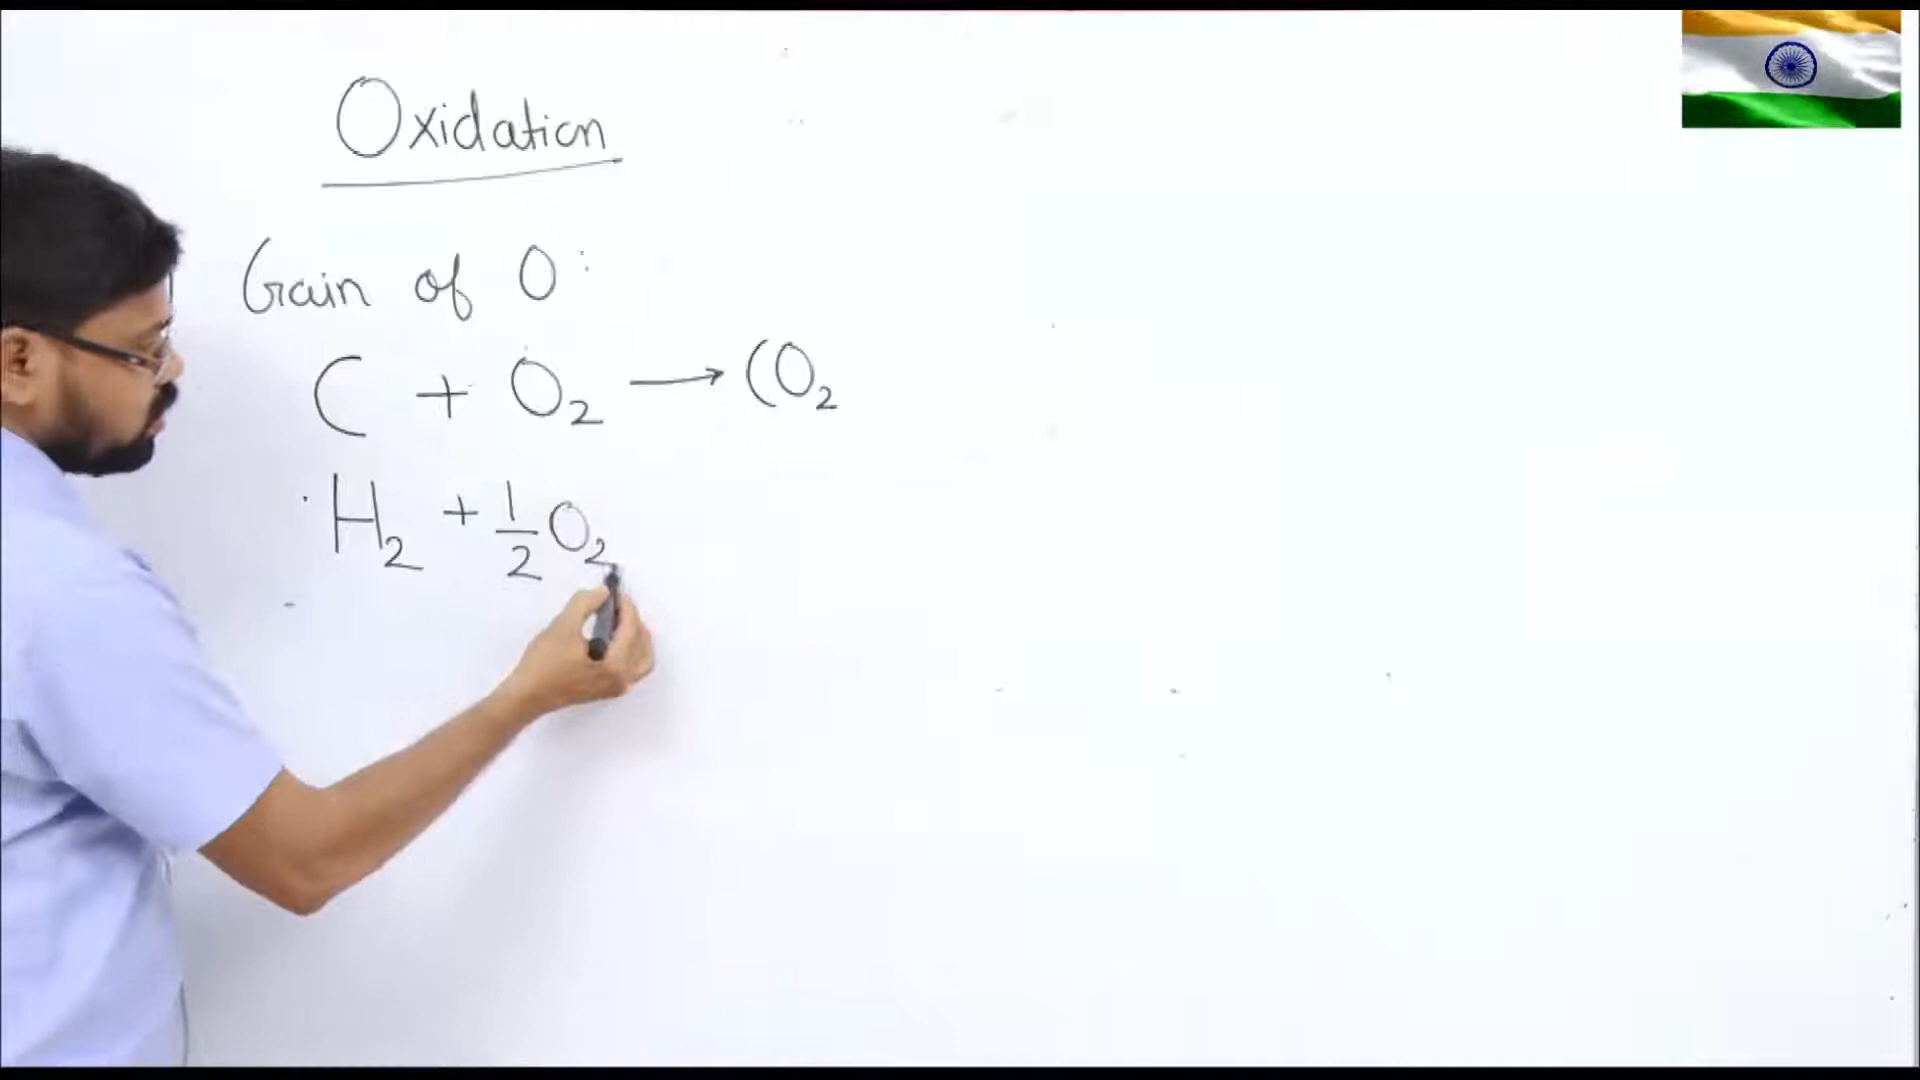 Oxidation
Gain of O:
C + O₂ → CO₂
H₂ + 1/2 O₂